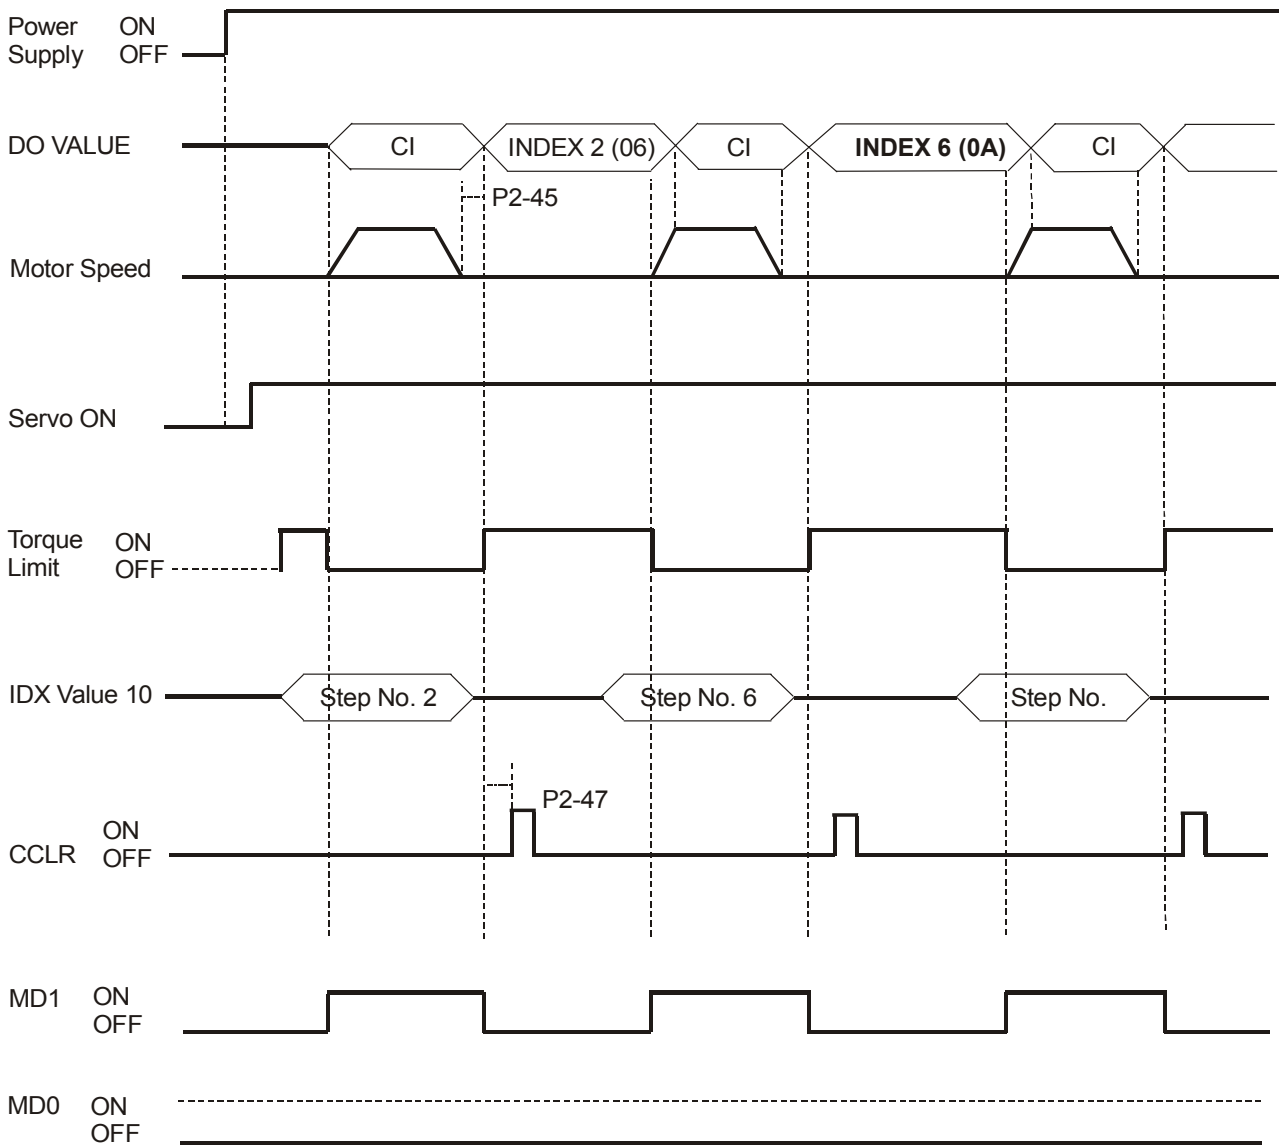 Power ON
Supply OFF
DO VALUE
CI
INDEX 2 (06)
CI
INDEX 6 (0A)
CI
P2-45
Motor Speed
Servo ON
Torque ON
Limit OFF
IDX Value 10
Step No. 2
Step No. 6
Step No.
P2-47
ON
CCLR OFF
MD1 ON
OFF
MD0 ON
OFF